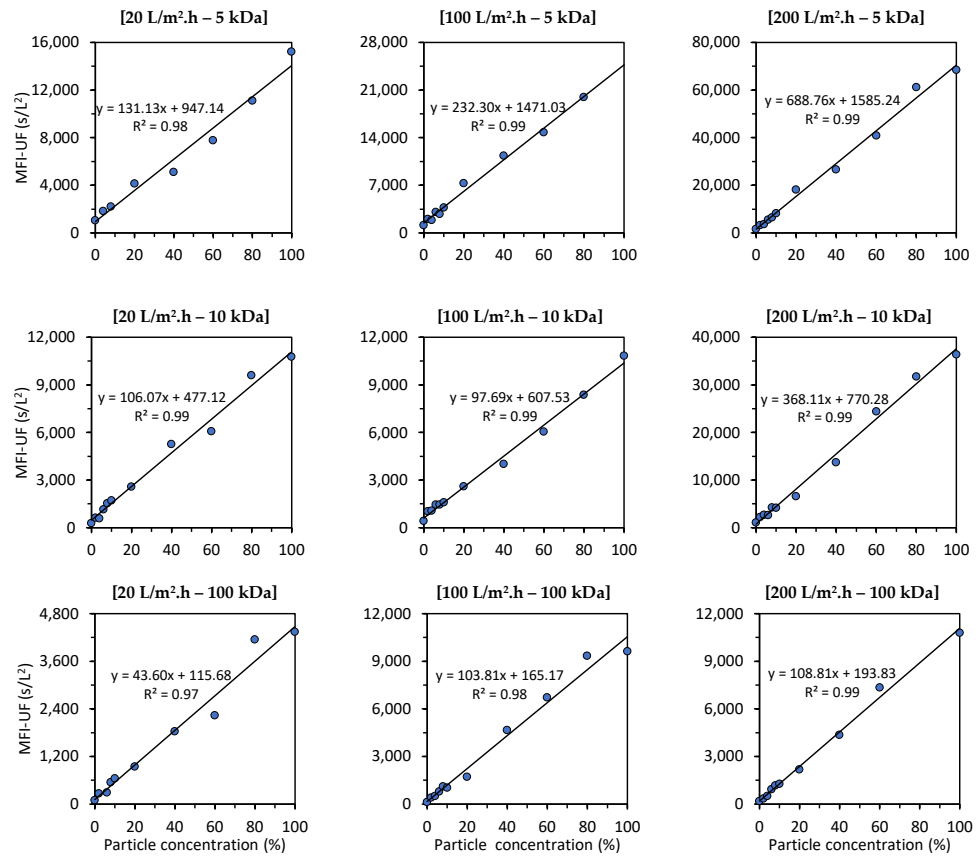 [20 L/m².h – 5 kDa]
16,000
12,000
8,000
4,000
0
MFI-UF (s/L²)
y = 131.13x + 947.14
R² = 0.98
0 20 40 60 80 100
[100 L/m².h – 5 kDa]
28,000
21,000
14,000
7,000
0
y = 232.30x + 1471.03
R² = 0.99
0 20 40 60 80 100
[200 L/m².h – 5 kDa]
80,000
60,000
40,000
20,000
0
y = 688.76x + 1585.24
R² = 0.99
0 20 40 60 80 100
[20 L/m².h – 10 kDa]
12,000
9,000
6,000
3,000
0
MFI-UF (s/L²)
y = 106.07x + 477.12
R² = 0.99
0 20 40 60 80 100
[100 L/m².h – 10 kDa]
12,000
9,000
6,000
3,000
0
y = 97.69x + 607.53
R² = 0.99
0 20 40 60 80 100
[200 L/m².h – 10 kDa]
40,000
30,000
20,000
10,000
0
y = 368.11x + 770.28
R² = 0.99
0 20 40 60 80 100
[20 L/m².h – 100 kDa]
4,800
3,600
2,400
1,200
0
MFI-UF (s/L²)
y = 43.60x + 115.68
R² = 0.97
0 20 40 60 80 100
Particle concentration (%)
[100 L/m².h – 100 kDa]
12,000
9,000
6,000
3,000
0
y = 103.81x + 165.17
R² = 0.98
0 20 40 60 80 100
Particle concentration (%)
[200 L/m².h – 100 kDa]
12,000
9,000
6,000
3,000
0
y = 108.81x + 193.83
R² = 0.99
0 20 40 60 80 100
Particle concentration (%)